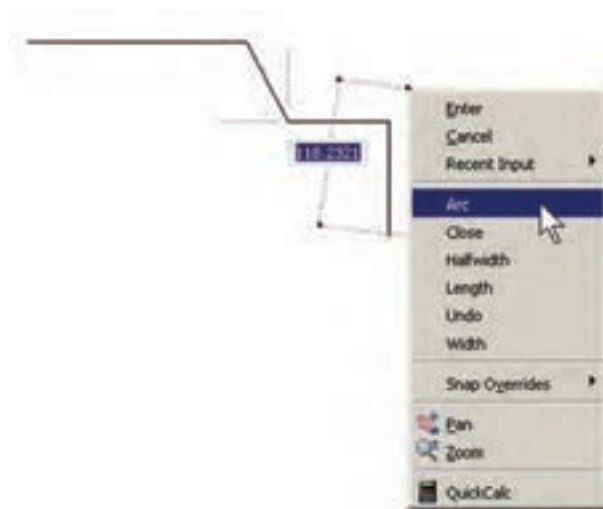 118.2321
Enter
Cancel
Recent Input
Arc
Close
Halfwidth
Length
Undo
Width
Snap Overrides
Pan
Zoom
QuickCalc